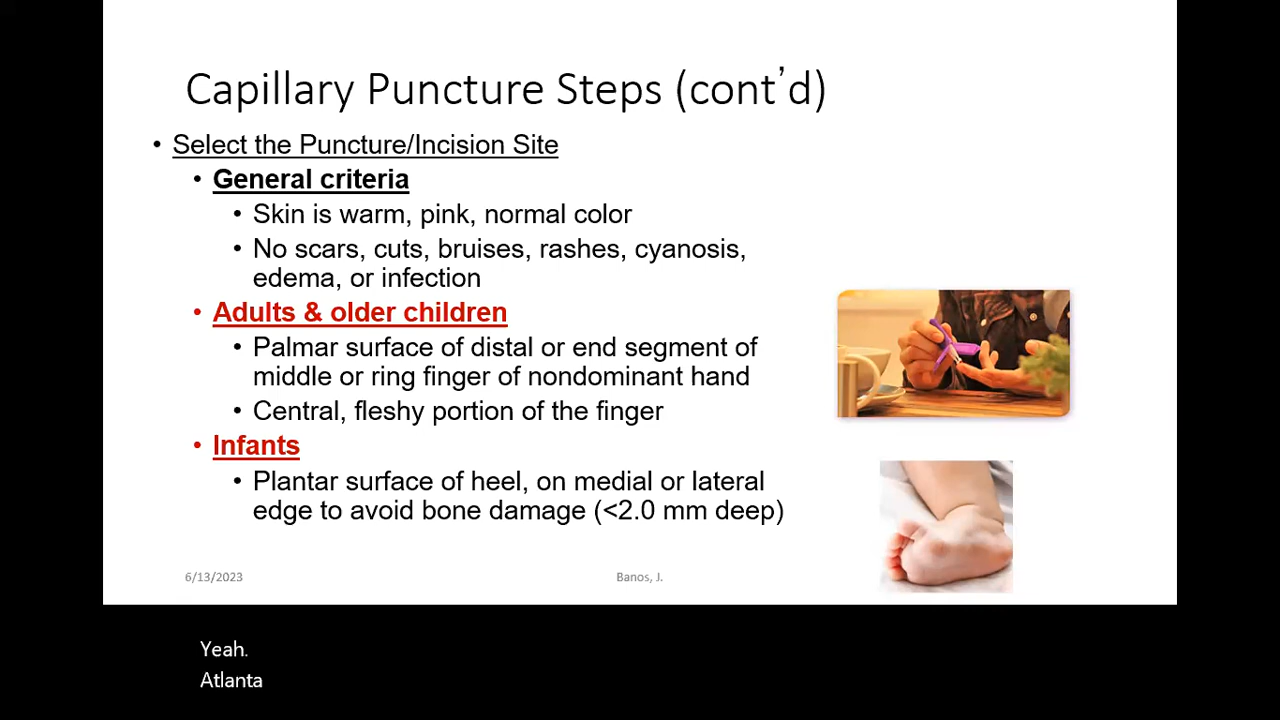 Capillary Puncture Steps (cont’d)
• Select the Puncture/Incision Site
• General criteria
• Skin is warm, pink, normal color
• No scars, cuts, bruises, rashes, cyanosis,
edema, or infection
• Adults & older children
• Palmar surface of distal or end segment of
middle or ring finger of nondominant hand
• Central, fleshy portion of the finger
• Infants
• Plantar surface of heel, on medial or lateral
edge to avoid bone damage (<2.0 mm deep)
6/13/2023
Banos, J.
Yeah.
Atlanta